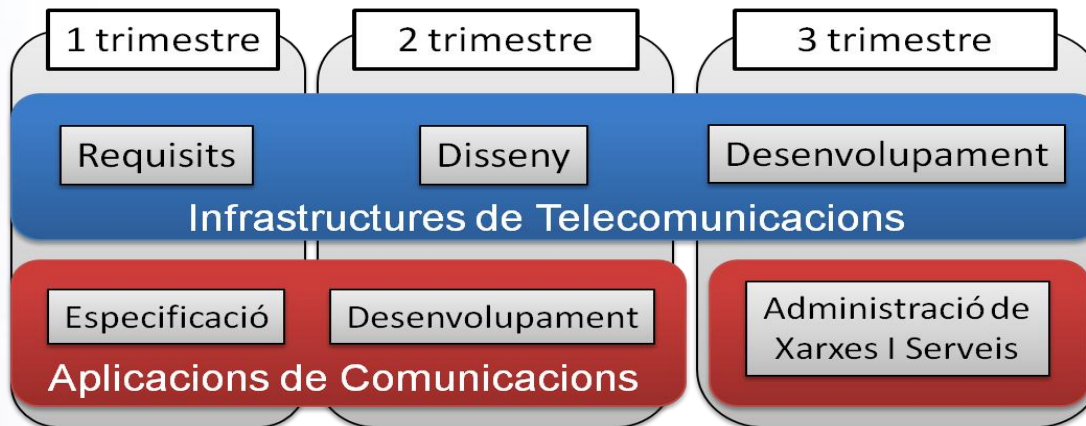 1 trimestre
2 trimestre
3 trimestre
Requisits
Disseny
Desenvolupament
Infrastructures de Telecomunicacions
Especificació
Desenvolupament
Administració de
Xarxes I Serveis
Aplicacions de Comunicacions